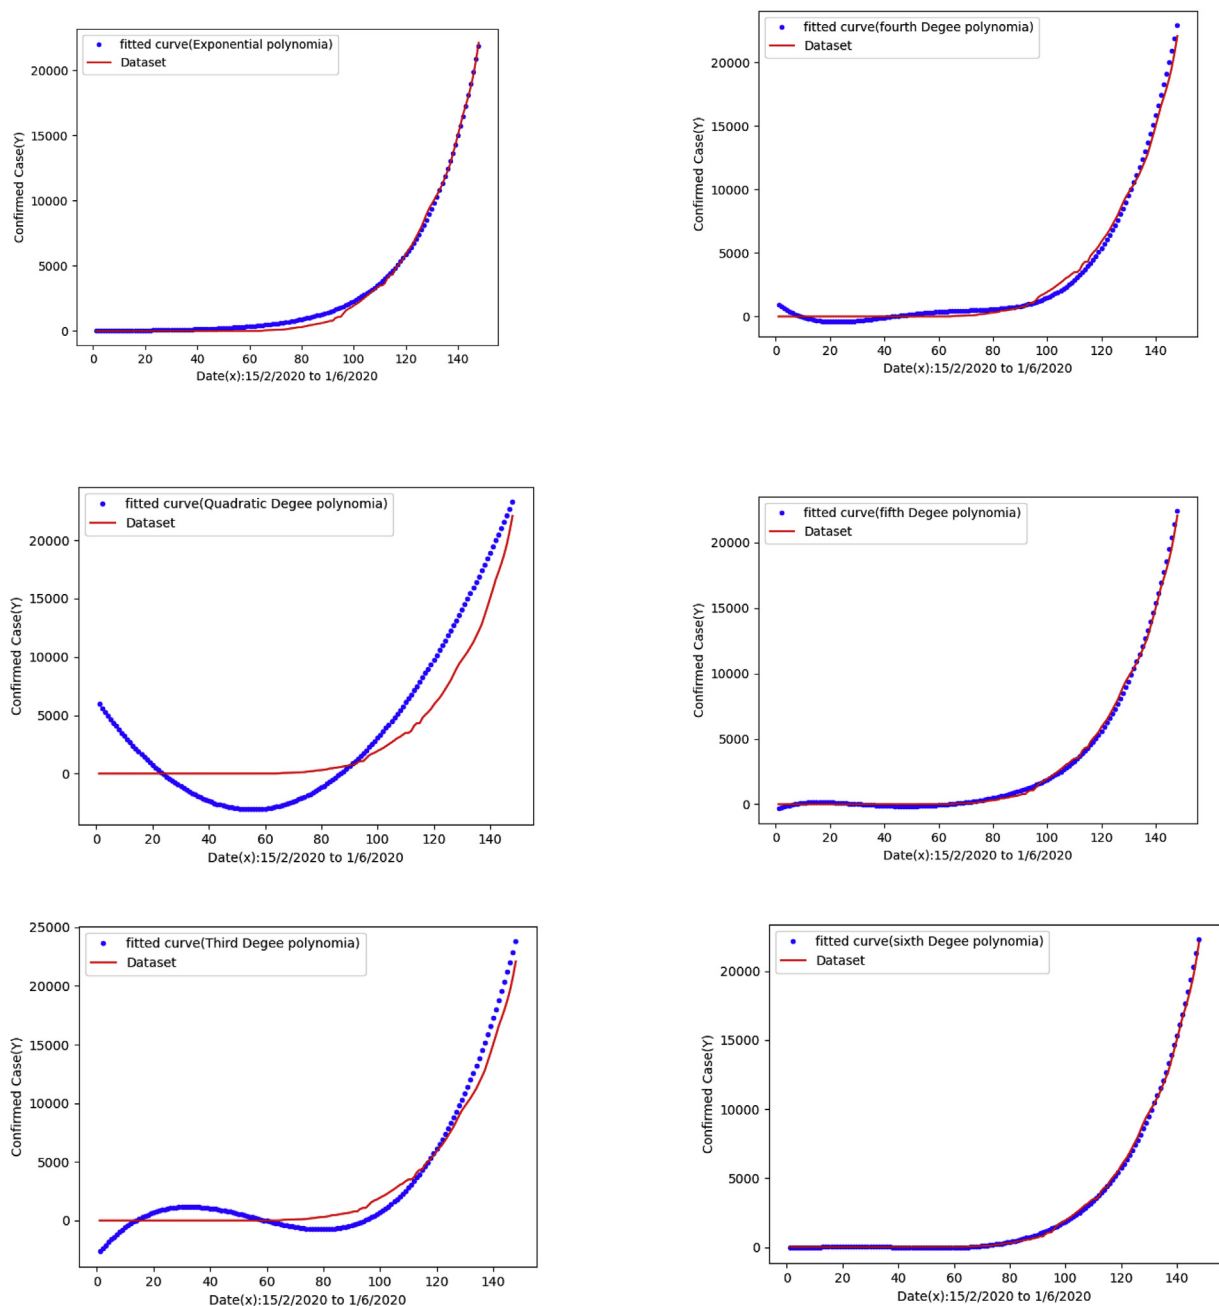 fitted curve(Exponential polynomia)
Dataset
20000
15000
10000
5000
0
Confirmed Case(Y)
0 20 40 60 80 100 120 140
Date(x):15/2/2020 to 1/6/2020
fitted curve(fourth Degee polynomia)
Dataset
20000
15000
10000
5000
0
Confirmed Case(Y)
0 20 40 60 80 100 120 140
Date(x):15/2/2020 to 1/6/2020
fitted curve(Quadratic Degee polynomia)
Dataset
20000
15000
10000
5000
0
Confirmed Case(Y)
0 20 40 60 80 100 120 140
Date(x):15/2/2020 to 1/6/2020
fitted curve(fifth Degee polynomia)
Dataset
20000
15000
10000
5000
0
Confirmed Case(Y)
0 20 40 60 80 100 120 140
Date(x):15/2/2020 to 1/6/2020
fitted curve(Third Degee polynomia)
Dataset
25000
20000
15000
10000
5000
0
Confirmed Case(Y)
0 20 40 60 80 100 120 140
Date(x):15/2/2020 to 1/6/2020
fitted curve(sixth Degee polynomia)
Dataset
20000
15000
10000
5000
0
Confirmed Case(Y)
0 20 40 60 80 100 120 140
Date(x):15/2/2020 to 1/6/2020